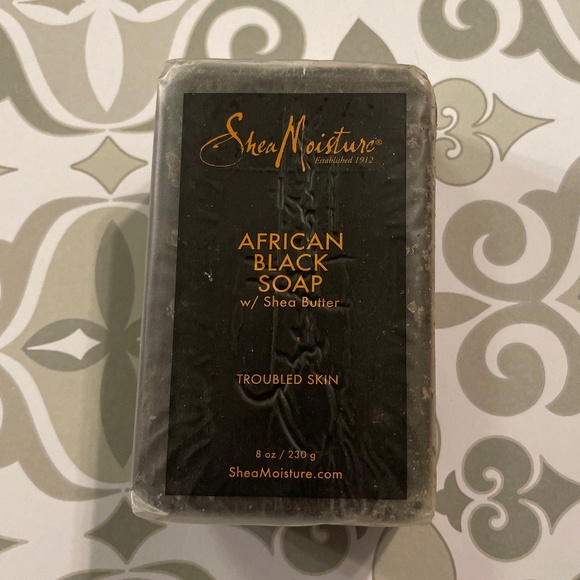 SheaMoisture®
Established 1912
AFRICAN
BLACK
SOAP
w/ Shea Butter
TROUBLED SKIN
8 oz / 230 g
SheaMoisture.com